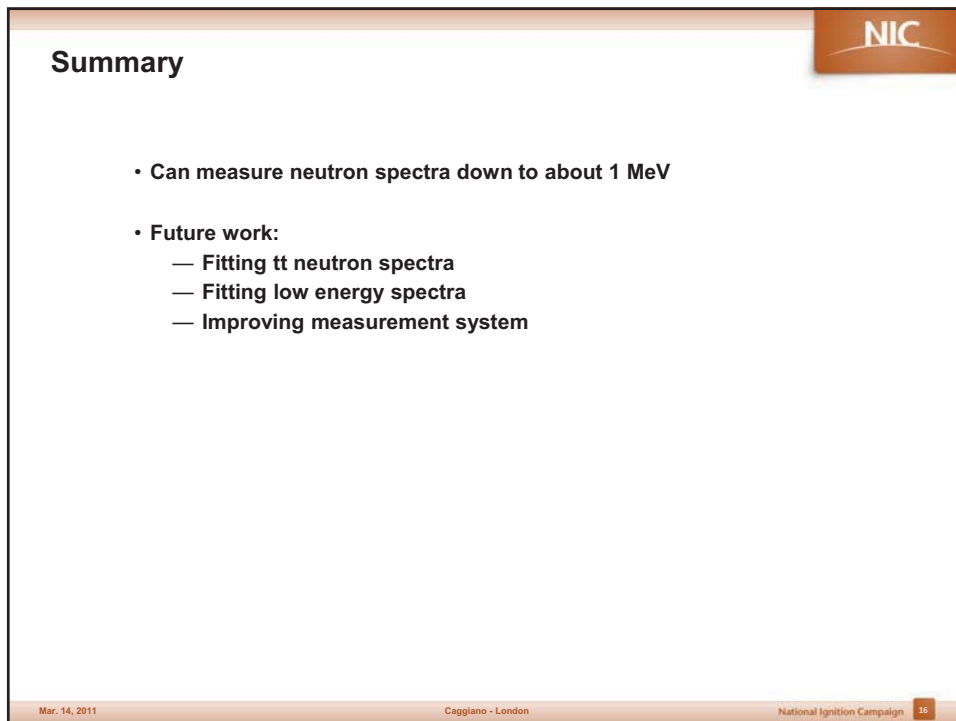 NIC
Summary
• Can measure neutron spectra down to about 1 MeV
• Future work:
— Fitting tt neutron spectra
— Fitting low energy spectra
— Improving measurement system
Mar. 14, 2011 Caggiano - London National Ignition Campaign 16